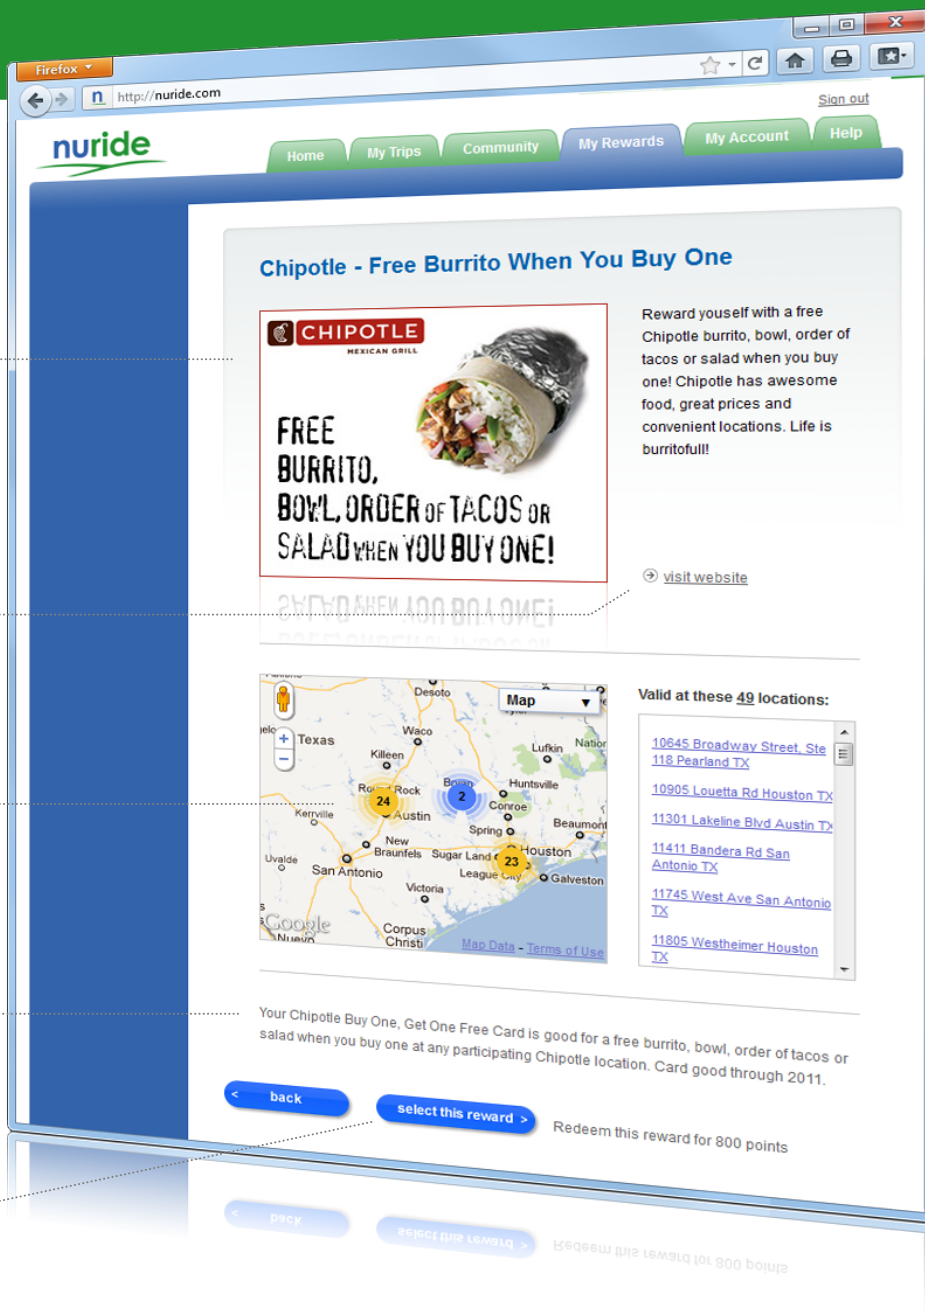 Firefox
n http://nuride.com
Sign out
nuride
Home
My Trips
Community
My Rewards
My Account
Help
Chipotle - Free Burrito When You Buy One
CHIPOTLE
MEXICAN GRILL
FREE
BURRITO,
BOWL, ORDER OF TACOS OR
SALAD WHEN YOU BUY ONE!
Reward youself with a free
Chipotle burrito, bowl, order of
tacos or salad when you buy
one! Chipotle has awesome
food, great prices and
convenient locations. Life is
burritofull!
visit website
Map
Desoto
Waco
Texas
Killeen
Lufkin
Nation
Round Rock
24
Bryan
2
Huntsville
Conroe
Kerrville
Austin
Spring
Beaumont
New
Braunfels
Sugar Land
Houston
23
Uvalde
San Antonio
League City
Galveston
Victoria
Google
Corpus
Christi
Nuevo
Map Data - Terms of Use
Valid at these 49 locations:
10645 Broadway Street, Ste
118 Pearland TX
10905 Louetta Rd Houston TX
11301 Lakeline Blvd Austin TX
11411 Bandera Rd San
Antonio TX
11745 West Ave San Antonio
TX
11805 Westheimer Houston
TX
Your Chipotle Buy One, Get One Free Card is good for a free burrito, bowl, order of tacos or
salad when you buy one at any participating Chipotle location. Card good through 2011.
< back
select this reward >
Redeem this reward for 800 points